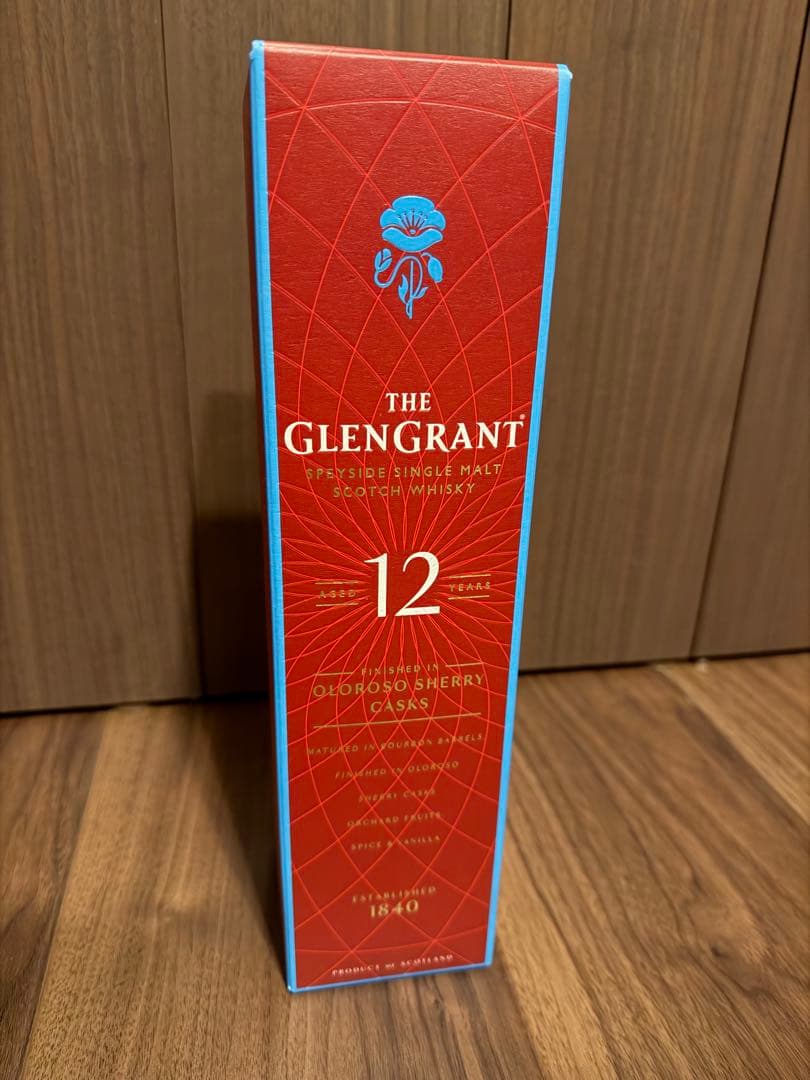 THE
GLENGRANT®
SPEYSIDE SINGLE MALT
SCOTCH WHISKY
AGED 12 YEARS
FINISHED IN
OLOROSO SHERRY
CASKS
MATURED IN BOURBON BARRELS
FINISHED IN OLOROSO
SHERRY CASKS
ORCHARD FRUITS
SPICE & VANILLA
ESTABLISHED
1840
PRODUCT OF SCOTLAND